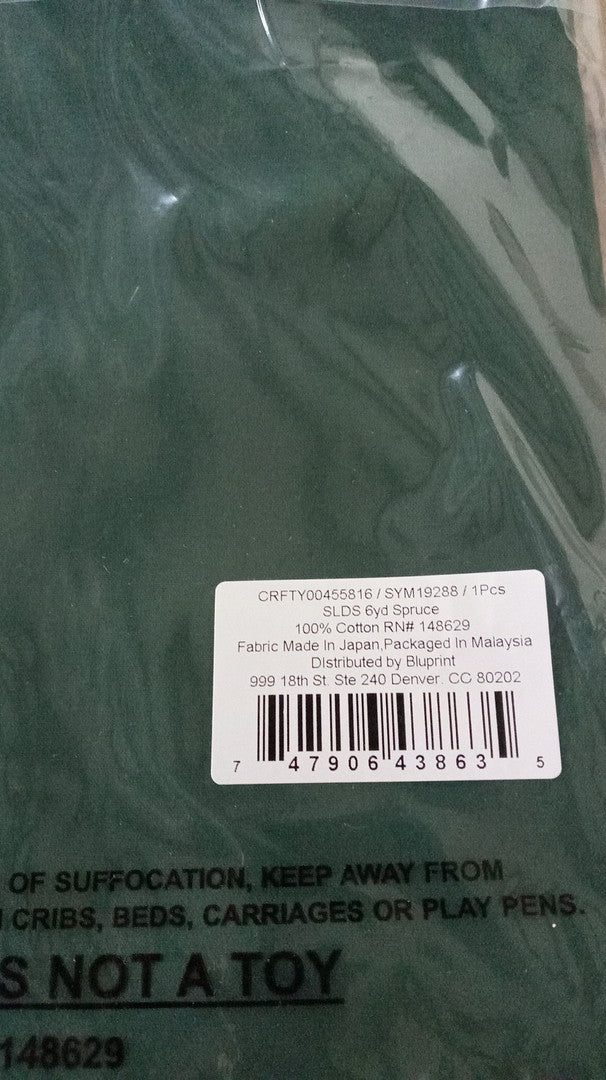 CRFTY00455816 / SYM19288 / 1Pcs
SLDS 6yd Spruce
100% Cotton RN# 148629
Fabric Made In Japan,Packaged In Malaysia
Distributed by Bluprint
999 18th St. Ste 240 Denver. CO 80202
7 47906 43863 5
OF SUFFOCATION, KEEP AWAY FROM
CRIBS, BEDS, CARRIAGES OR PLAY PENS.
S NOT A TOY
148629